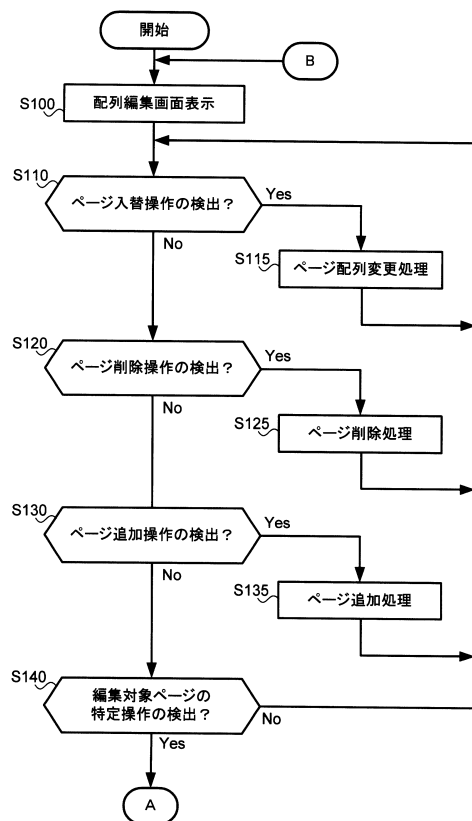 開始
B
S100
配列編集画面表示
S110
ページ入替操作の検出？
Yes
No
S115
ページ配列変更処理
S120
ページ削除操作の検出？
Yes
No
S125
ページ削除処理
S130
ページ追加操作の検出？
Yes
No
S135
ページ追加処理
S140
編集対象ページの
特定操作の検出？
No
Yes
A